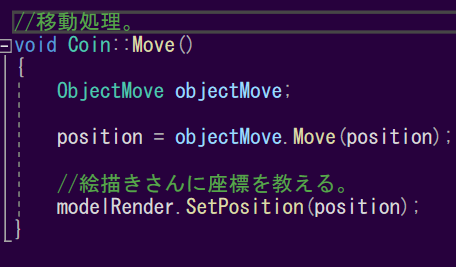 //移動処理。
void Coin::Move()
{
ObjectMove objectMove;
position = objectMove.Move(position);
//絵描きさんに座標を教える。
modelRender.SetPosition(position);
}